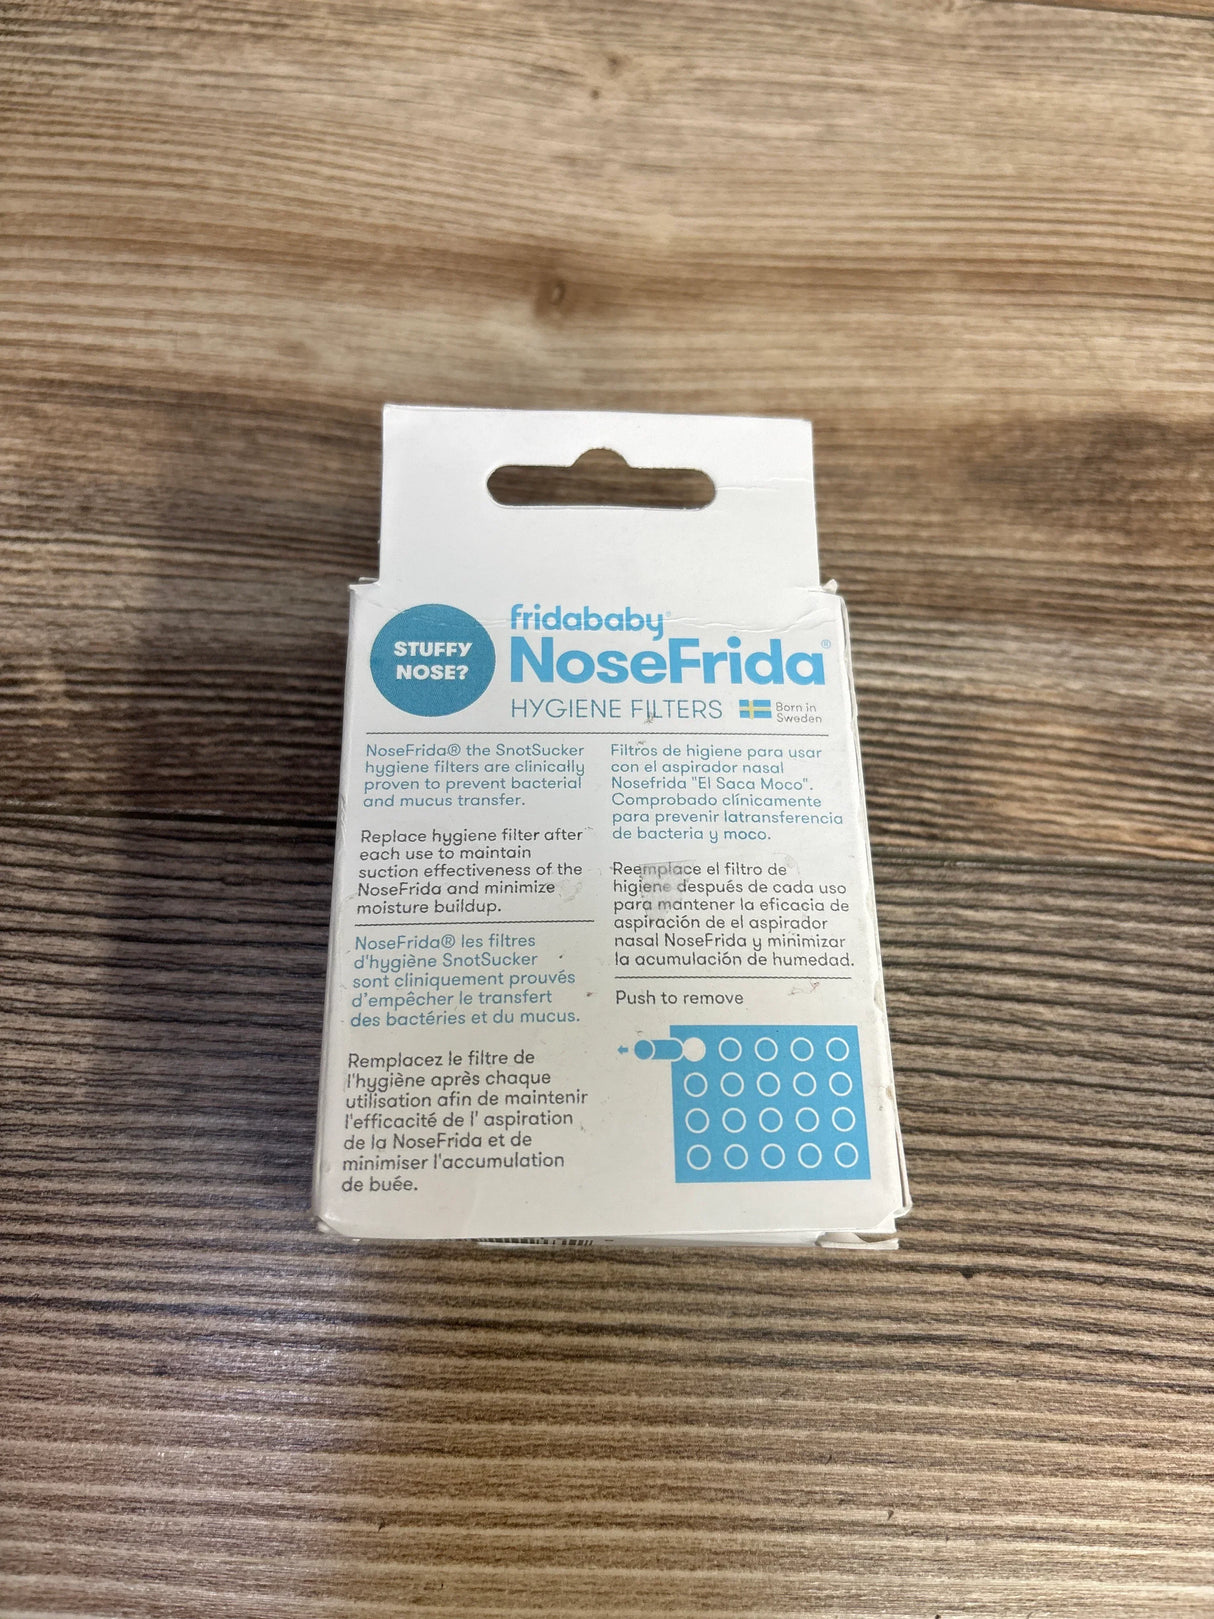 STUFFY
NOSE?
fridababy®
NoseFrida®
HYGIENE FILTERS
Born in
Sweden
NoseFrida® the SnotSucker
hygiene filters are clinically
proven to prevent bacterial
and mucus transfer.
Replace hygiene filter after
each use to maintain
suction effectiveness of the
NoseFrida and minimize
moisture buildup.
NoseFrida® les filtres
d'hygiène SnotSucker
sont cliniquement prouvés
d'empêcher le transfert
des bactéries et du mucus.
Remplacez le filtre de
l'hygiène après chaque
utilisation afin de maintenir
l'efficacité de l' aspiration
de la NoseFrida et de
minimiser l'accumulation
de buée.
Filtros de higiene para usar
con el aspirador nasal
Nosefrida "El Saca Moco".
Comprobado clínicamente
para prevenir latransferencia
de bacteria y moco.
Reemplace el filtro de
higiene después de cada uso
para mantener la eficacia de
aspiración de el aspirador
nasal NoseFrida y minimizar
la acumulación de humedad.
Push to remove